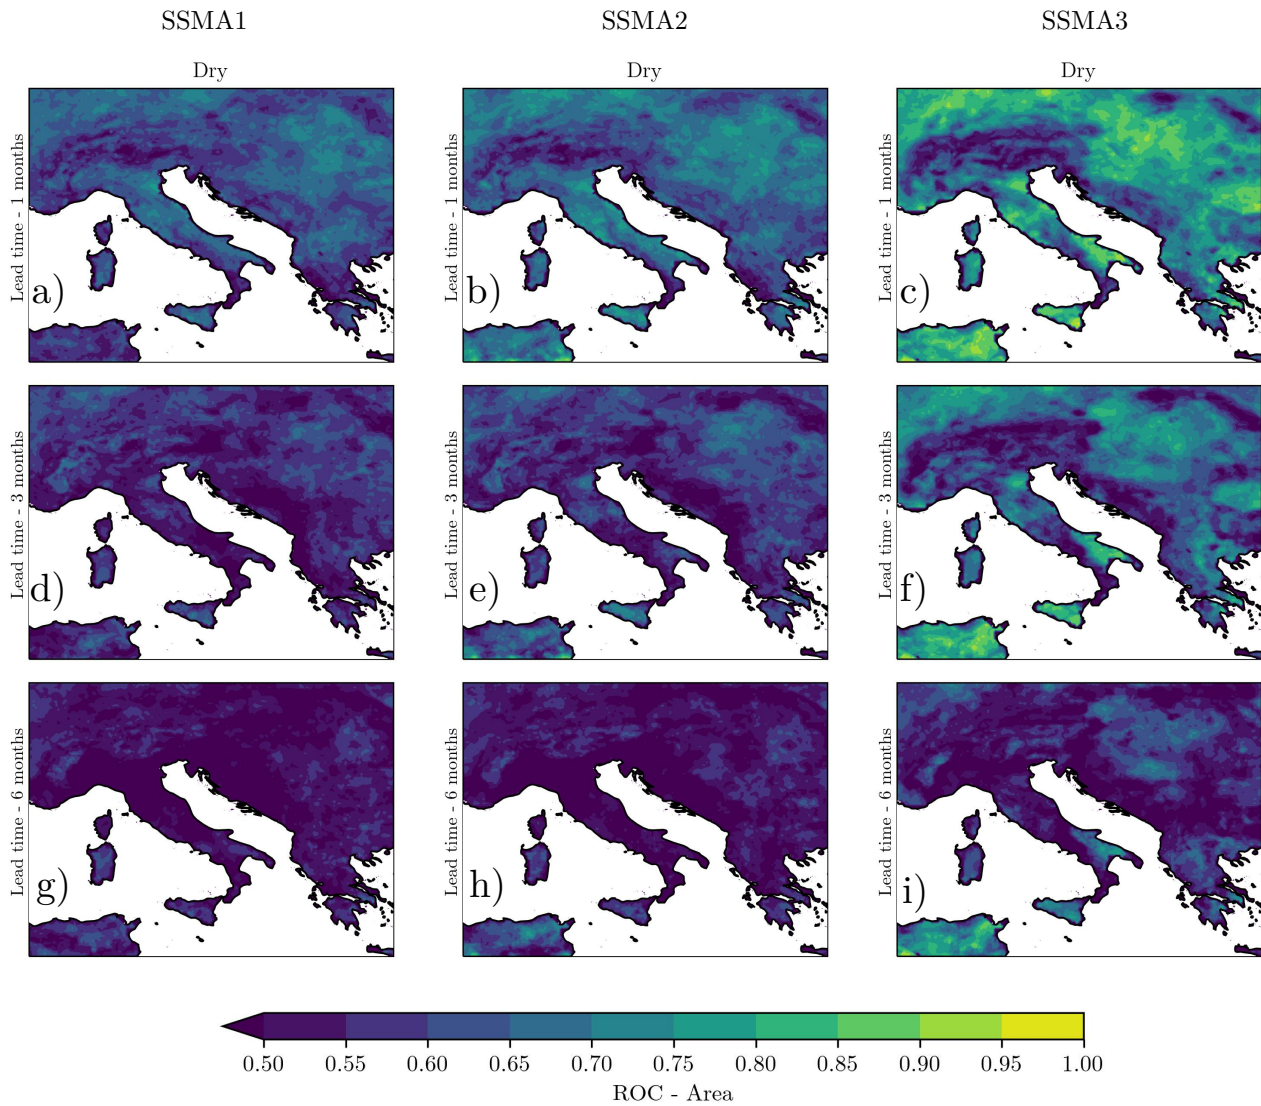 SSMA1
SSMA2
SSMA3
Dry
Dry
Dry
Lead time - 1 months
a)
Lead time - 1 months
b)
Lead time - 1 months
c)
Lead time - 3 months
d)
Lead time - 3 months
e)
Lead time - 3 months
f)
Lead time - 6 months
g)
Lead time - 6 months
h)
Lead time - 6 months
i)
0.50 0.55 0.60 0.65 0.70 0.75 0.80 0.85 0.90 0.95 1.00
ROC - Area